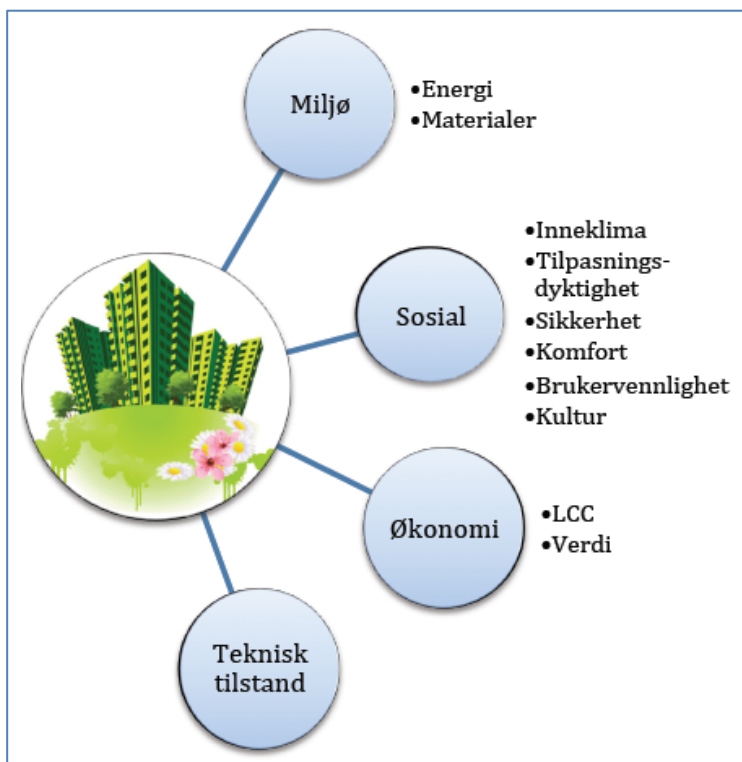 Miljø
•Energi
•Materialer
Sosial
•Inneklima
•Tilpasnings-
dyktighet
•Sikkerhet
•Komfort
•Brukervennlighet
•Kultur
Økonomi
•LCC
•Verdi
Teknisk
tilstand